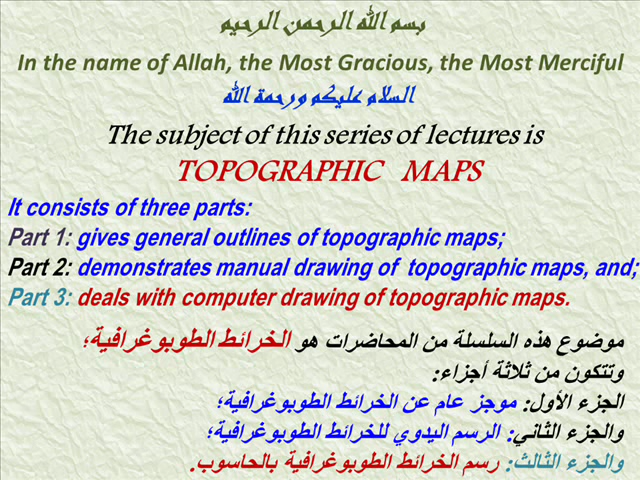 بسم الله الرحمن الرحيم
In the name of Allah, the Most Gracious, the Most Merciful
السلام عليكم ورحمة الله
The subject of this series of lectures is
TOPOGRAPHIC MAPS
It consists of three parts:
Part 1: gives general outlines of topographic maps;
Part 2: demonstrates manual drawing of topographic maps, and;
Part 3: deals with computer drawing of topographic maps.
موضوع هذه السلسلة من المحاضرات هو الخرائط الطوبوغرافية؛
وتتكون من ثلاثة أجزاء:
الجزء الأول: موجز عام عن الخرائط الطوبوغرافية؛
والجزء الثاني: الرسم اليدوي للخرائط الطوبوغرافية؛
والجزء الثالث: رسم الخرائط الطوبوغرافية بالحاسوب.